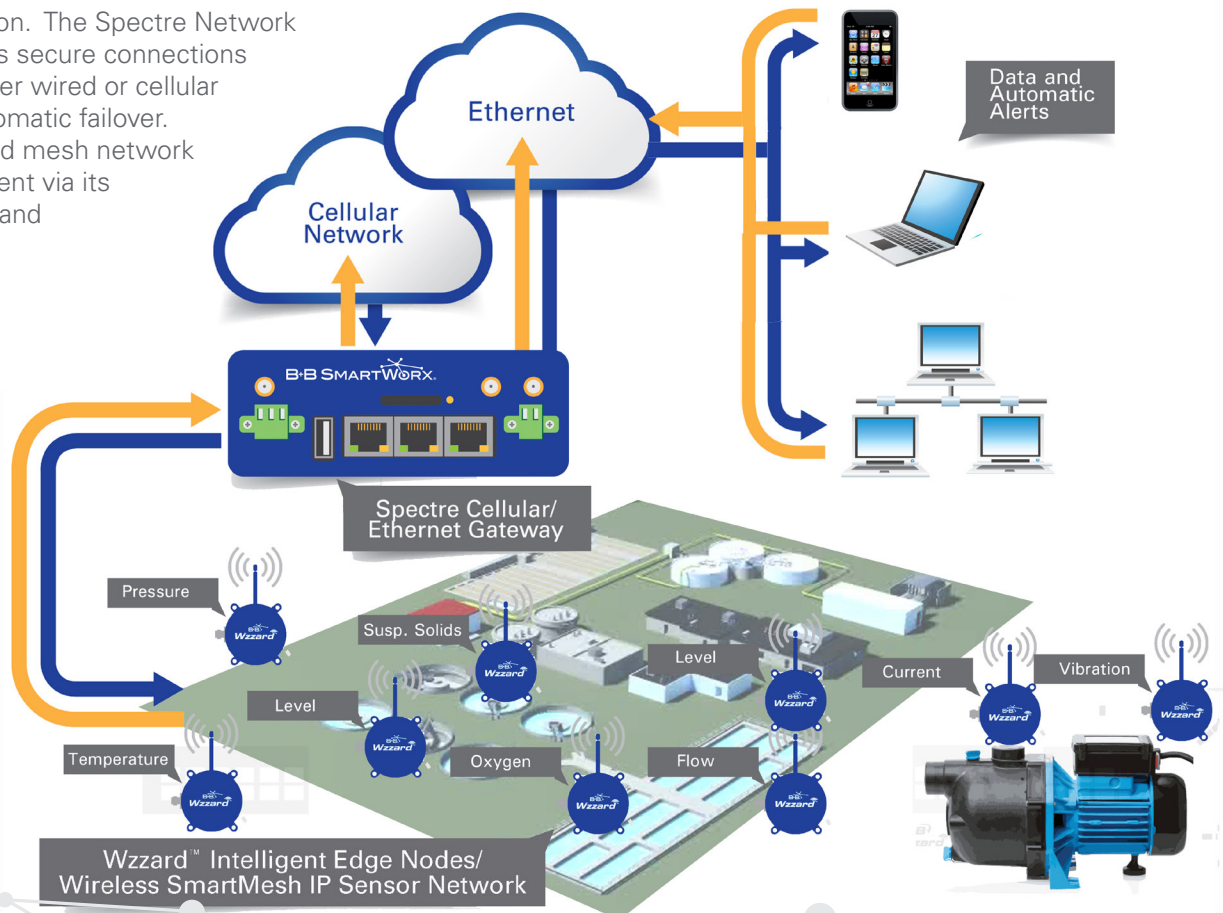 on. The Spectre Network
s secure connections
er wired or cellular
omatic failover.
d mesh network
ent via its
and
Ethernet
Data and
Automatic
Alerts
Cellular
Network
B+B SMARTWORX
Spectre Cellular/
Ethernet Gateway
Pressure
B+B
Wzzard
Susp. Solids
B+B
Wzzard
Level
B+B
Wzzard
Level
B+B
Wzzard
Current
B+B
Wzzard
Vibration
B+B
Wzzard
Temperature
B+B
Wzzard
Oxygen
B+B
Wzzard
Flow
B+B
Wzzard
Wzzard™ Intelligent Edge Nodes/
Wireless SmartMesh IP Sensor Network